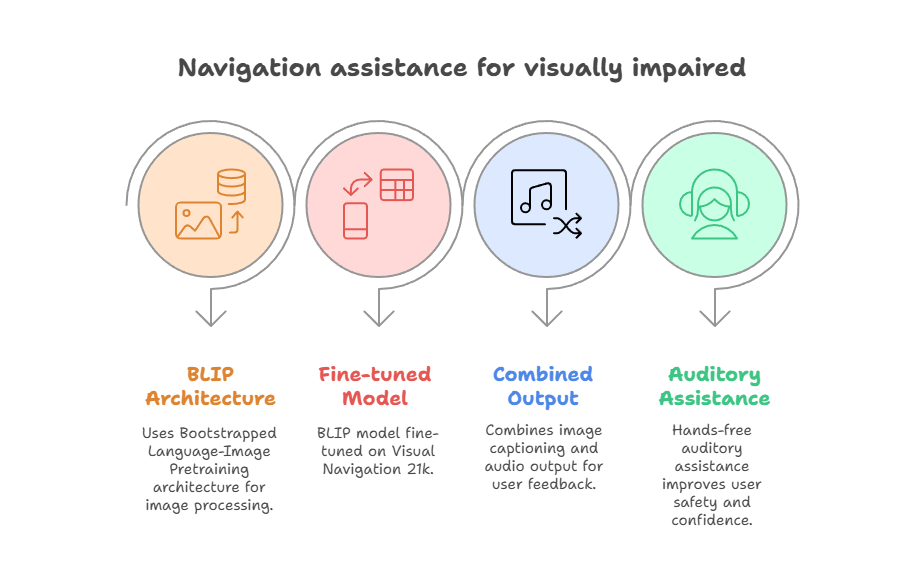 Navigation assistance for visually impaired
BLIP
Architecture
Uses Bootstrapped
Language-Image
Pretraining
architecture for
image processing.
Fine-tuned
Model
BLIP model fine-
tuned on Visual
Navigation 21k.
Combined
Output
Combines image
captioning and
audio output for
user feedback.
Auditory
Assistance
Hands-free
auditory
assistance
improves user
safety and
confidence.